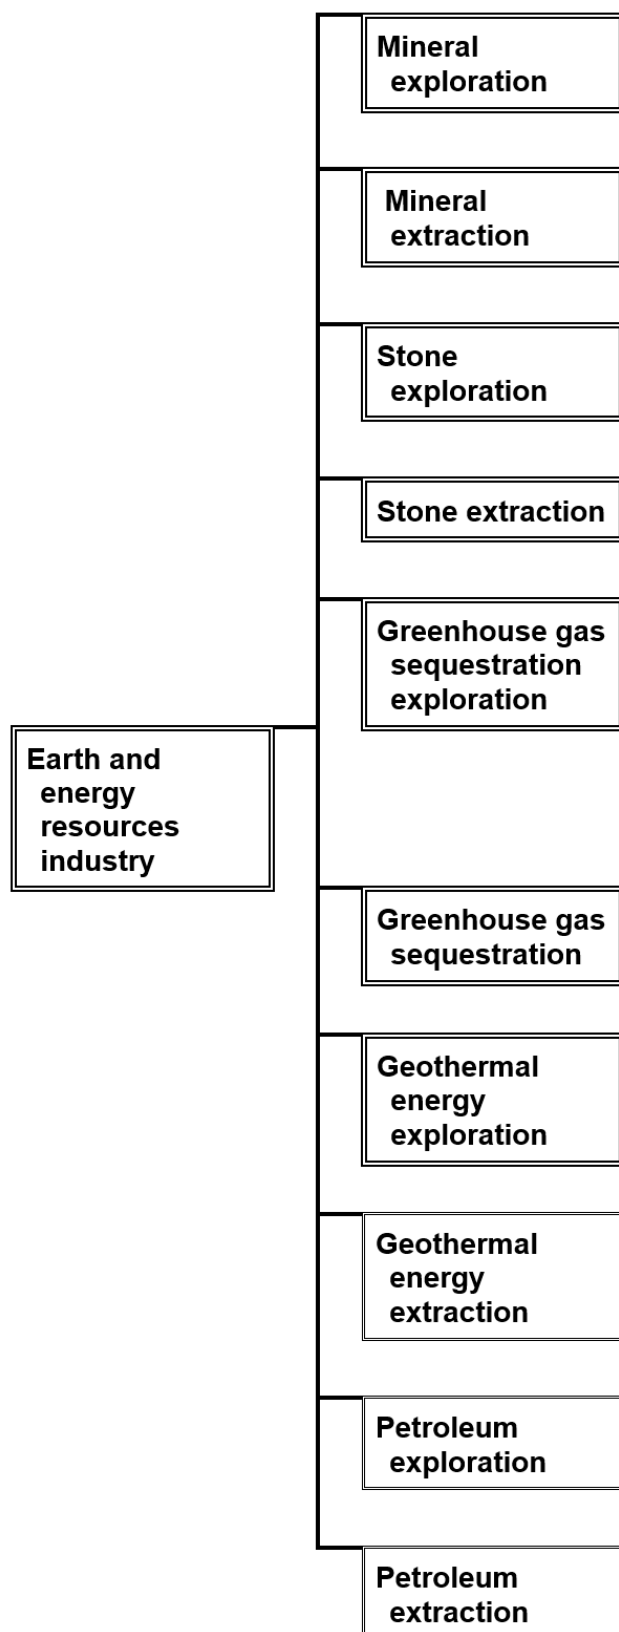 Mineral
exploration
Mineral
extraction
Stone
exploration
Stone extraction
Greenhouse gas
sequestration
exploration
Earth and
energy
resources
industry
Greenhouse gas
sequestration
Geothermal
energy
exploration
Geothermal
energy
extraction
Petroleum
exploration
Petroleum
extraction